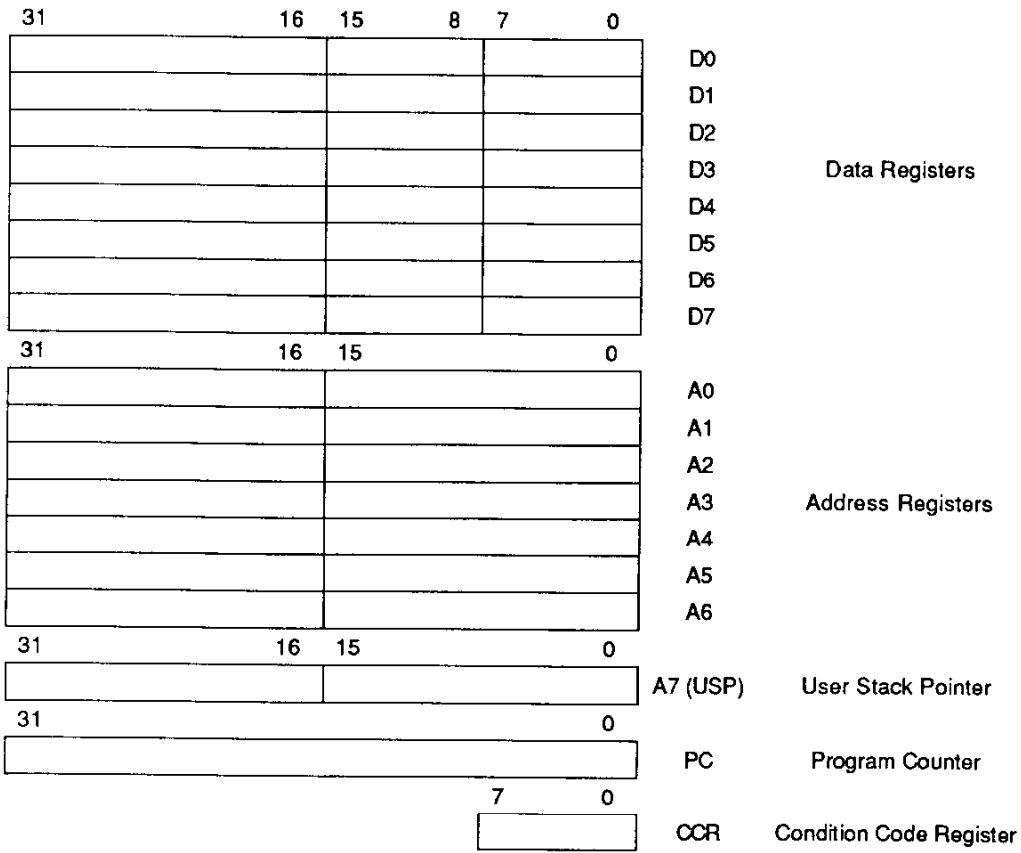 31 16 15 8 7 0
D0
D1
D2
D3 Data Registers
D4
D5
D6
D7
31 16 15 0
A0
A1
A2
A3 Address Registers
A4
A5
A6
31 16 15 0
A7 (USP) User Stack Pointer
31 0
PC Program Counter
7 0
CCR Condition Code Register